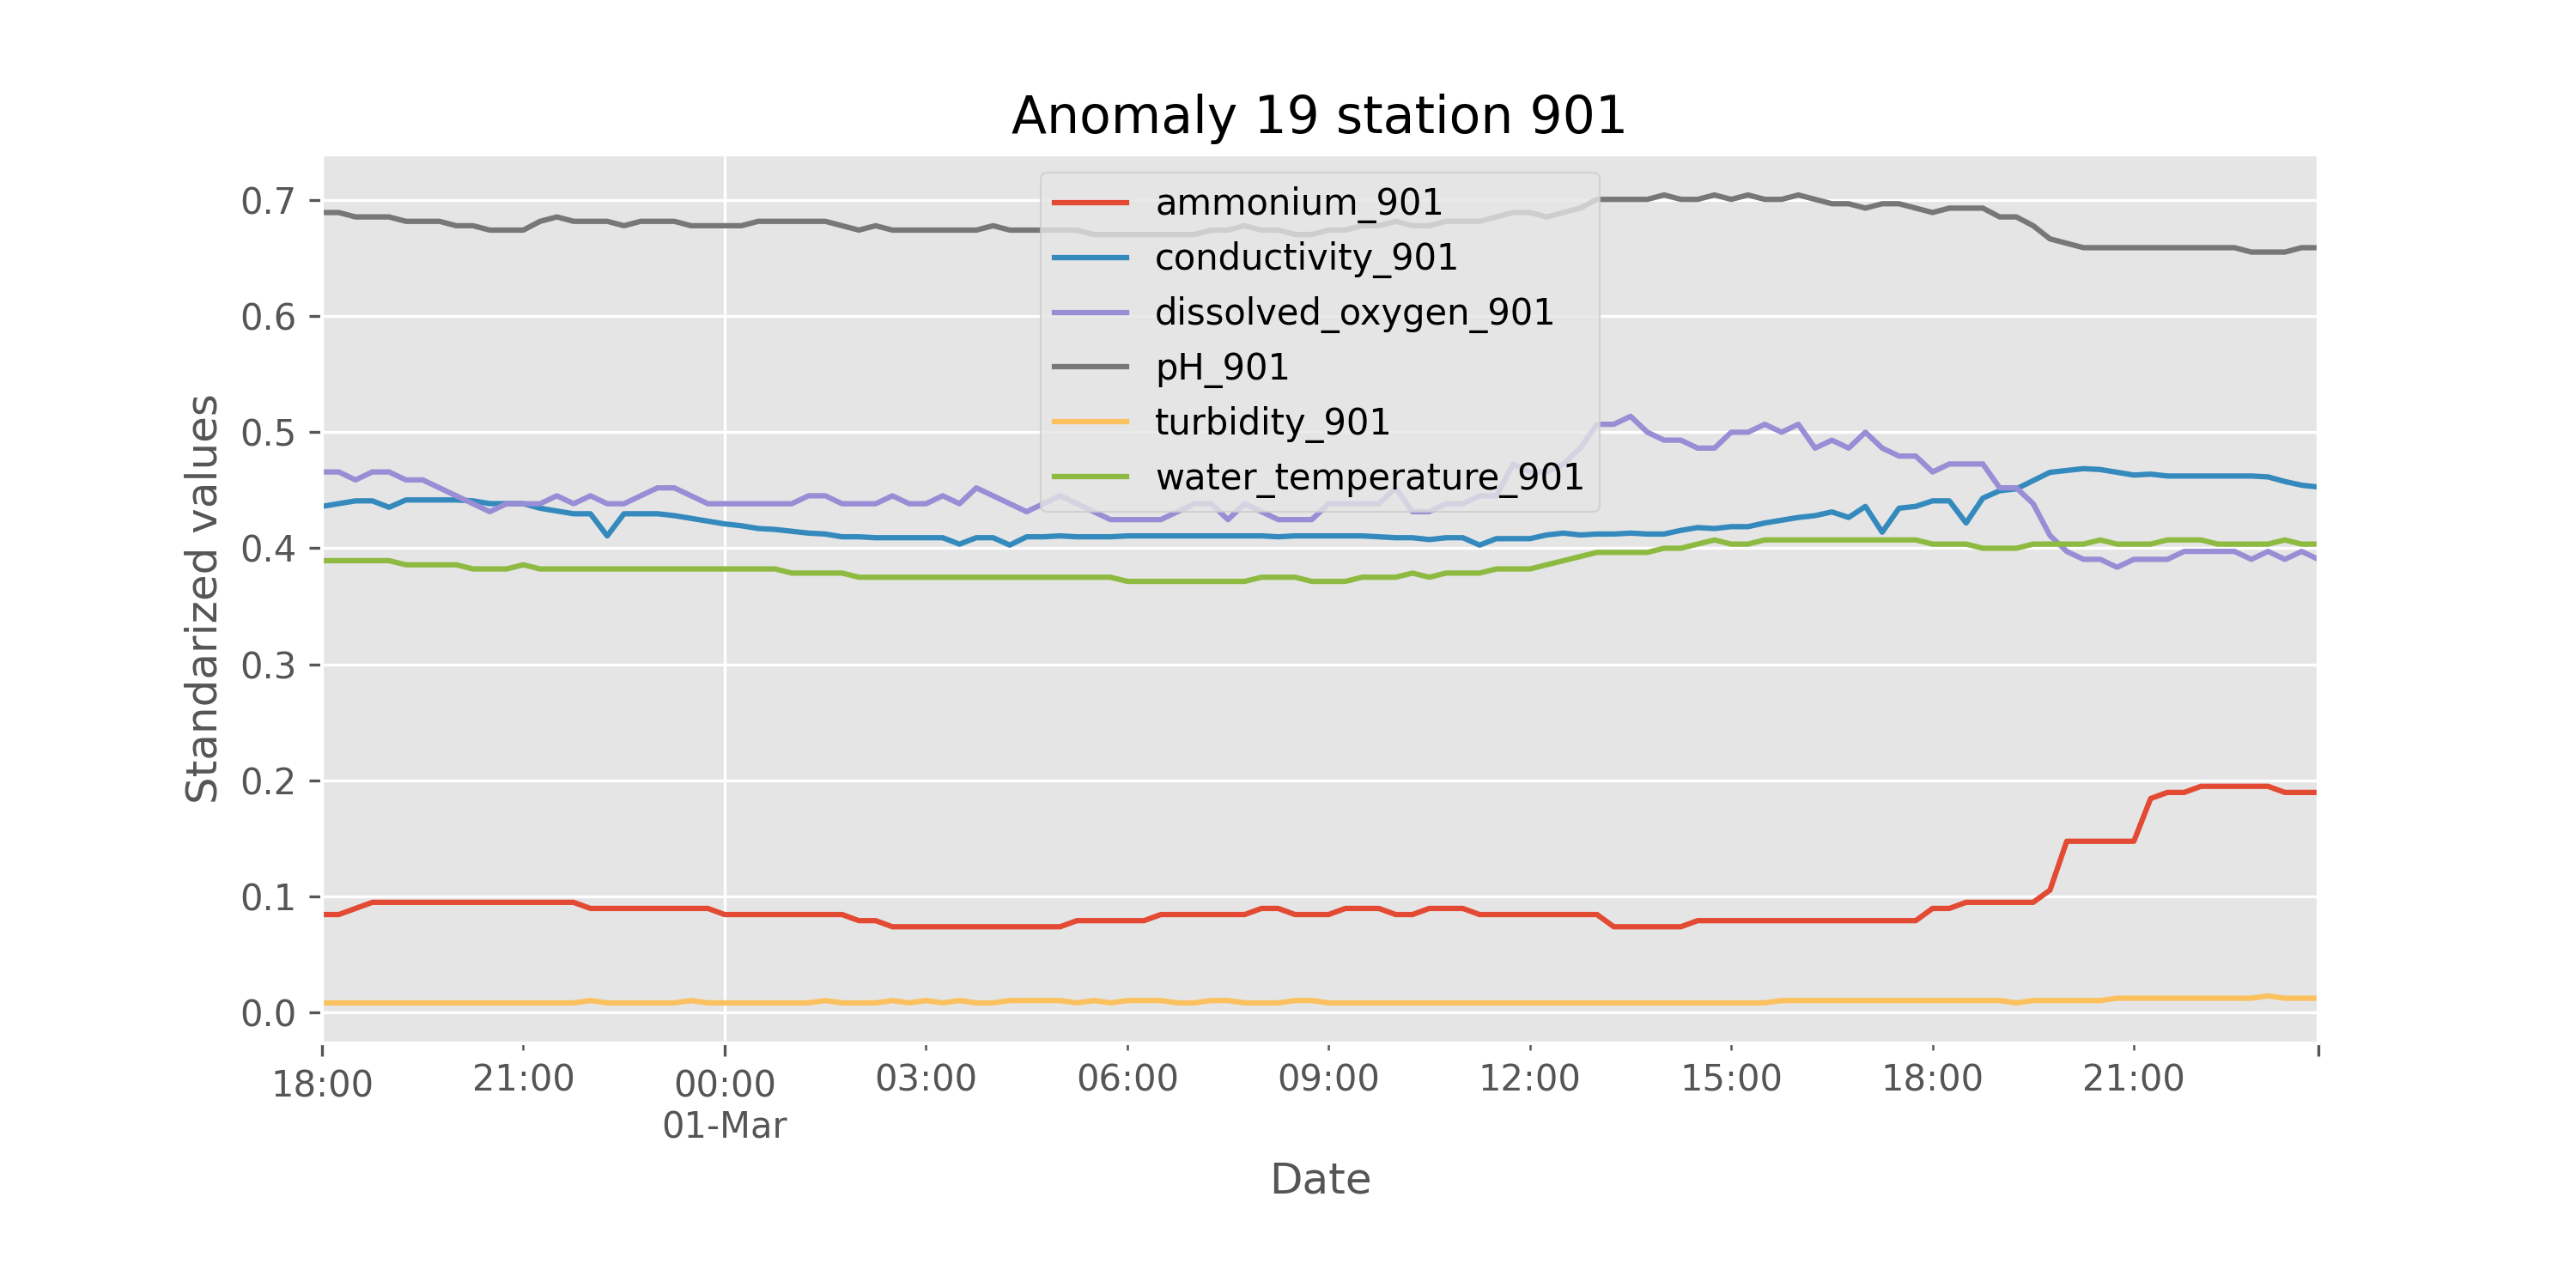 Anomaly 19 station 901
ammonium_901
conductivity_901
dissolved_oxygen_901
pH_901
turbidity_901
water_temperature_901
Standarized values
0.7
0.6
0.5
0.4
0.3
0.2
0.1
0.0
18:00 21:00 00:00 03:00 06:00 09:00 12:00 15:00 18:00 21:00
01-Mar
Date